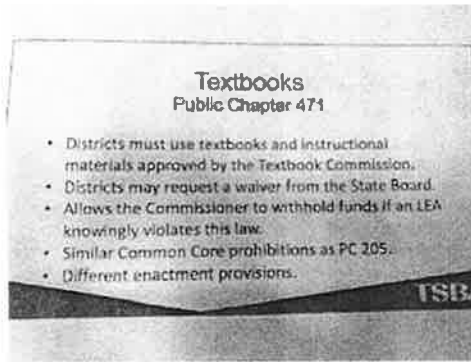 Textbooks
Public Chapter 471
• Districts must use textbooks and instructional
materials approved by the Textbook Commission.
• Districts may request a waiver from the State Board.
• Allows the Commissioner to withhold funds if an LEA
knowingly violates this law.
• Similar Common Core prohibitions as PC 205.
• Different enactment provisions.
TSB